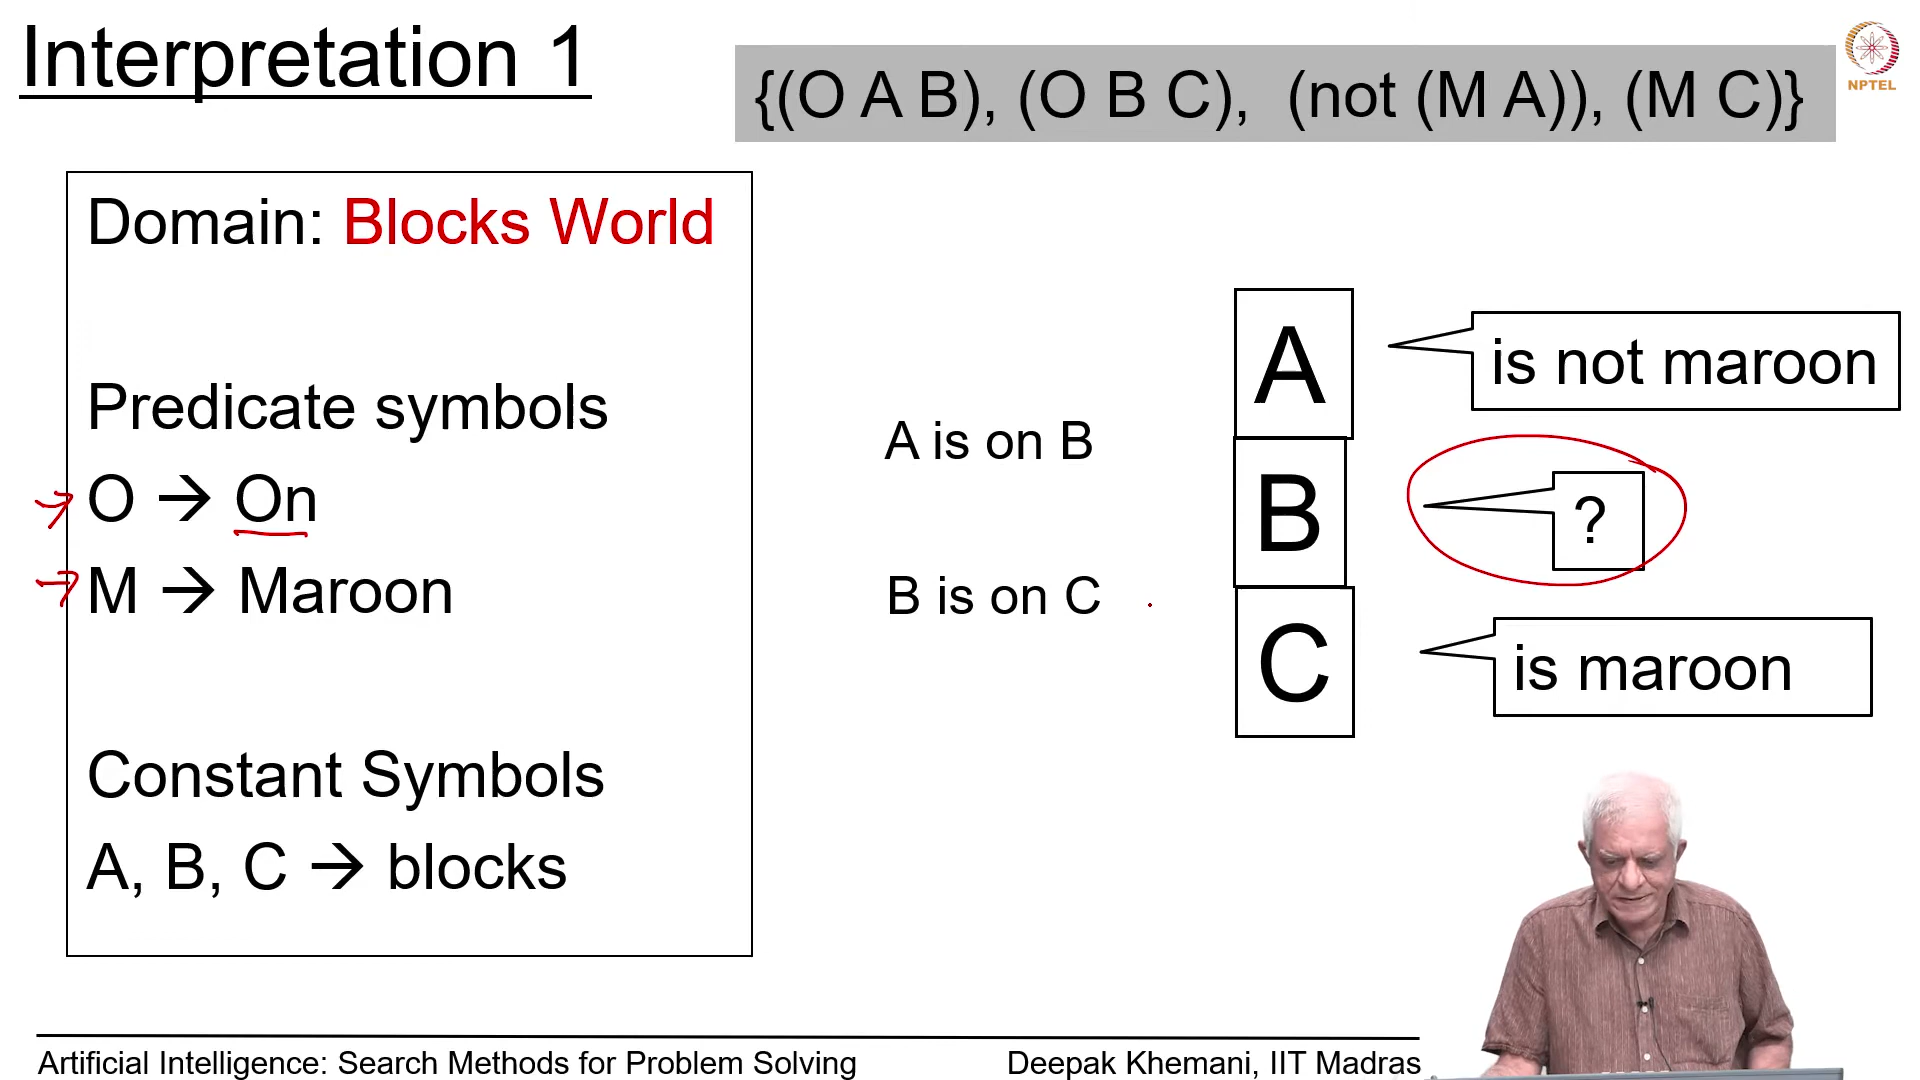 Interpretation 1
{(O A B), (O B C), (not (M A)), (M C)}
NPTEL
Domain: Blocks World
Predicate symbols
O → On
M → Maroon
Constant Symbols
A, B, C → blocks
A is on B
B is on C
A
B
C
is not maroon
?
is maroon
Artificial Intelligence: Search Methods for Problem Solving
Deepak Khemani, IIT Madras